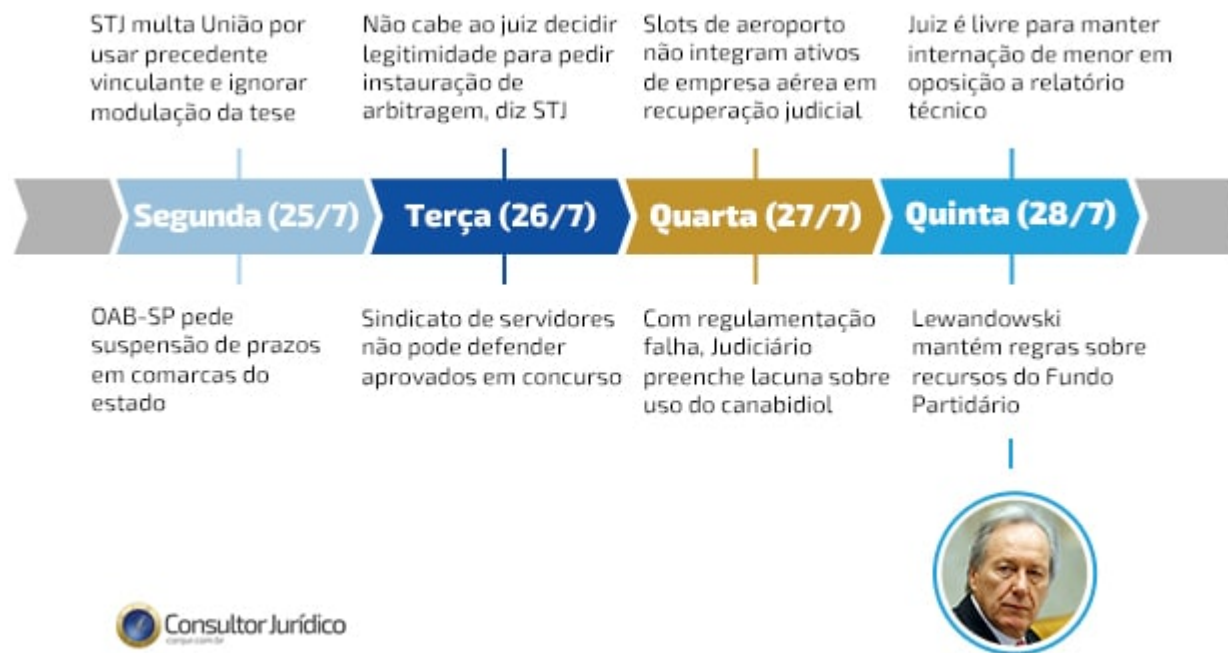 STJ multa União por
usar precedente
vinculante e ignorar
modulação da tese
Não cabe ao juiz decidir
legitimidade para pedir
instauração de
arbitragem, diz STJ
Slots de aeroporto
não integram ativos
de empresa aérea em
recuperação judicial
Juiz é livre para manter
internação de menor em
oposição a relatório
técnico
Segunda (25/7)
Terça (26/7)
Quarta (27/7)
Quinta (28/7)
OAB-SP pede
suspensão de prazos
em comarcas do
estado
Sindicato de servidores
não pode defender
aprovados em concurso
Com regulamentação
falha, Judiciário
preenche lacuna sobre
uso do canabidiol
Lewandowski
mantém regras sobre
recursos do Fundo
Partidário
Consultor Jurídico
conjur.com.br